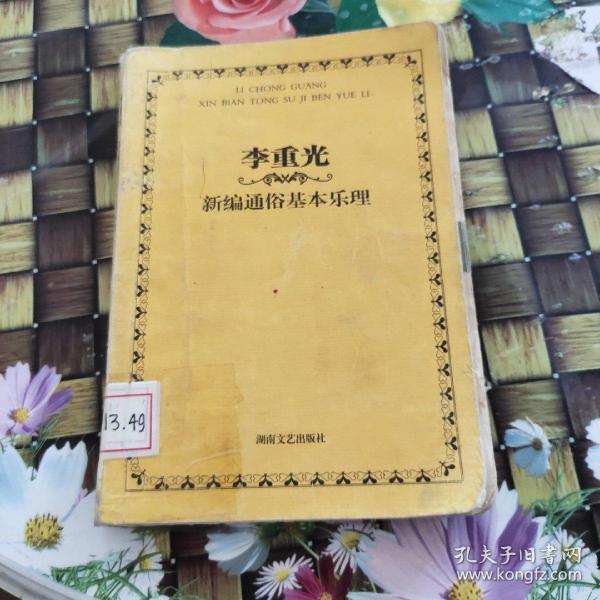 LI CHONG GUANG
XIN BIAN TONG SU JI BEN YUE LI
李重光
新编通俗基本乐理
13.49
湖南文艺出版社
孔夫子旧书网
www.kongfz.com